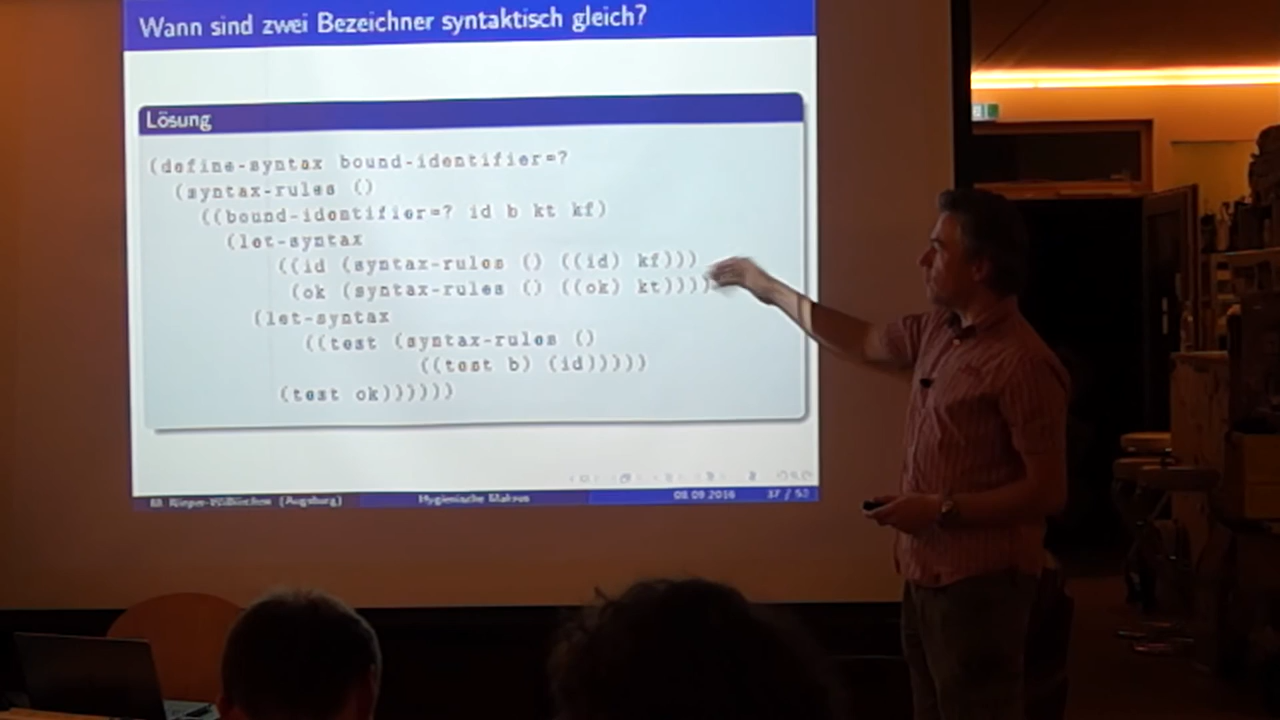 Wann sind zwei Bezeichner syntaktisch gleich?
Lösung
(define-syntax bound-identifier=?
(syntax-rules ()
((bound-identifier=? id b kt kf)
(let-syntax
((id (syntax-rules () ((id) kf)))
(ok (syntax-rules () ((ok) kt))))
(let-syntax
((test (syntax-rules ()
((test b) (id)))))
(test ok))))))
(Augsburg)
Hygienische Makros
08.09.2016
37 / 53